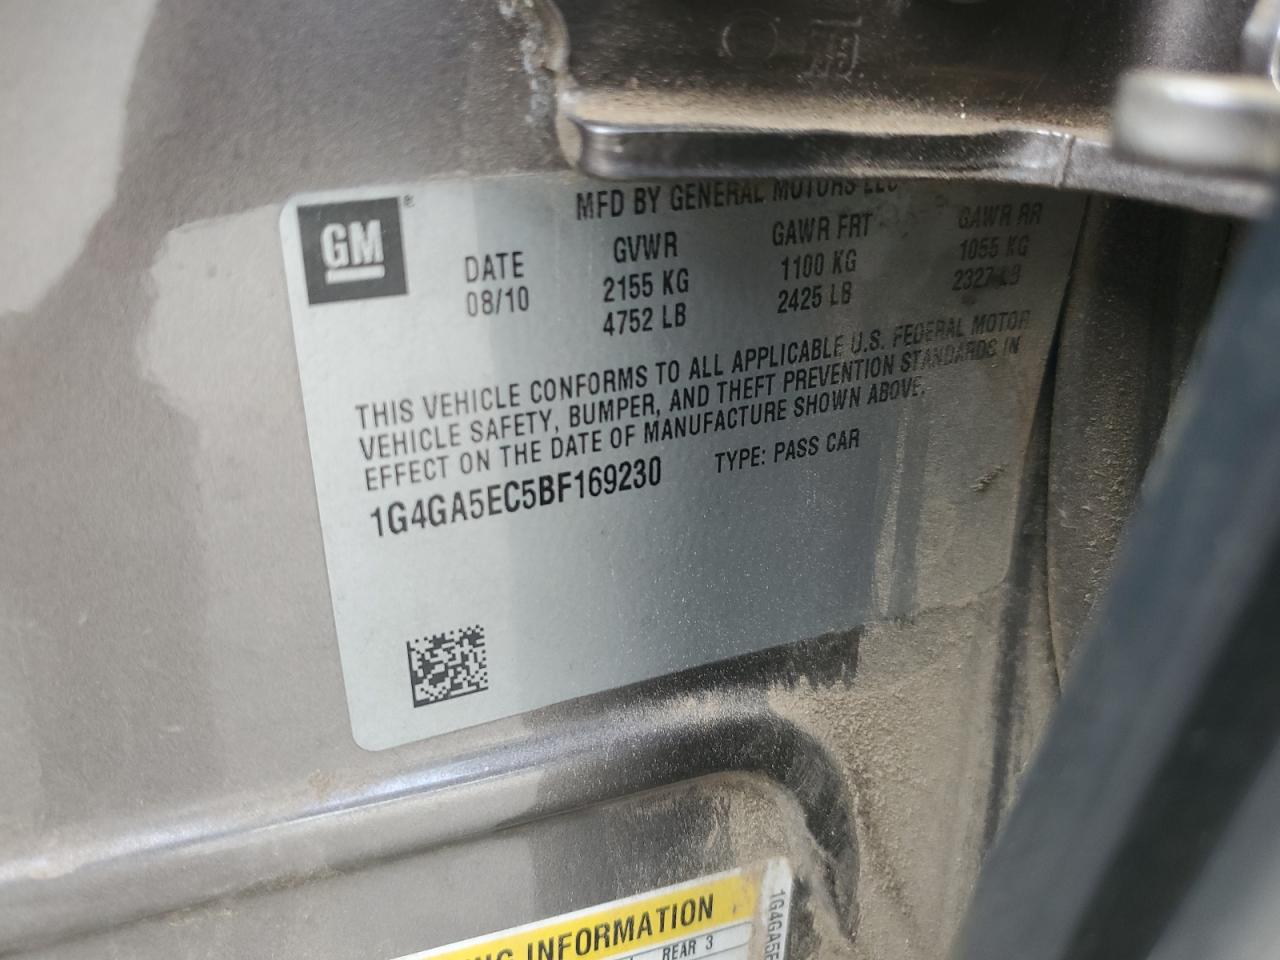 MFD BY GENERAL MOTORS LLC
GM®
DATE
08/10
GVWR
2155 KG
4752 LB
GAWR FRT
1100 KG
2425 LB
GAWR RR
1055 KG
2327 LB
THIS VEHICLE CONFORMS TO ALL APPLICABLE U.S. FEDERAL MOTOR
VEHICLE SAFETY, BUMPER, AND THEFT PREVENTION STANDARDS IN
EFFECT ON THE DATE OF MANUFACTURE SHOWN ABOVE.
1G4GA5EC5BF169230
TYPE: PASS CAR
INFORMATION
REAR 3